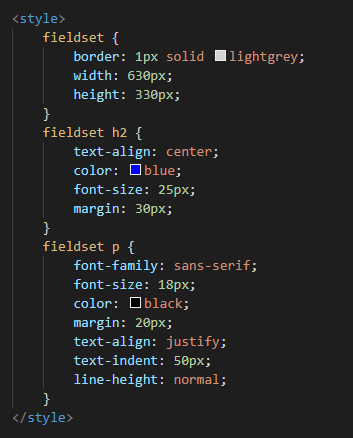 <style>
fieldset {
border: 1px solid lightgrey;
width: 630px;
height: 330px;
}
fieldset h2 {
text-align: center;
color: blue;
font-size: 25px;
margin: 30px;
}
fieldset p {
font-family: sans-serif;
font-size: 18px;
color: black;
margin: 20px;
text-align: justify;
text-indent: 50px;
line-height: normal;
}
</style>